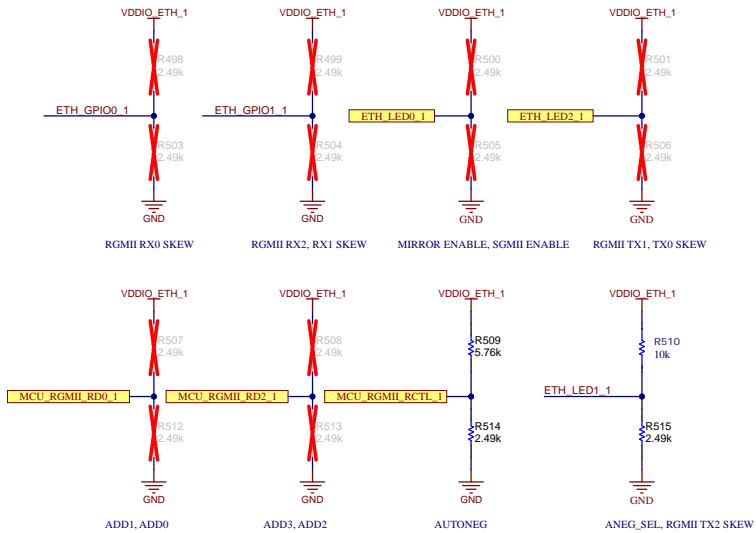 VDDIO_ETH_1 VDDIO_ETH_1 VDDIO_ETH_1 VDDIO_ETH_1
R498 R499 R500 R501
2.49k 2.49k 2.49k 2.49k
ETH_GPIO0_1 ETH_GPIO1_1 ETH_LED0_1 ETH_LED2_1
R503 R504 R505 R506
2.49k 2.49k 2.49k 2.49k
GND GND GND GND
RGMII RX0 SKEW RGMII RX2, RX1 SKEW MIRROR ENABLE, SGMII ENABLE RGMII TX1, TX0 SKEW
VDDIO_ETH_1 VDDIO_ETH_1 VDDIO_ETH_1 VDDIO_ETH_1
R507 R508 R509 R510
2.49k 2.49k 5.76k 10k
MCU_RGMII_RD0_1 MCU_RGMII_RD2_1 MCU_RGMII_RCTL_1 ETH_LED1_1
R512 R513 R514 R515
2.49k 2.49k 2.49k 2.49k
GND GND GND GND
ADD1, ADD0 ADD3, ADD2 AUTONEG ANEG_SEL, RGMII TX2 SKEW